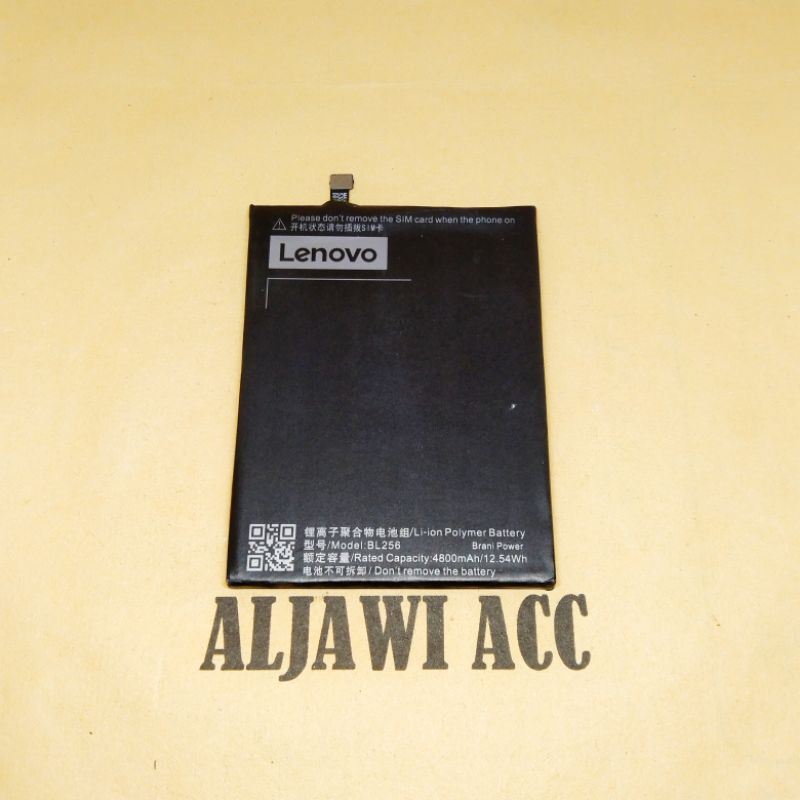 Please don't remove the SIM card when the phone on
开机状态请勿插拔SIM卡
Lenovo
锂离子聚合物电池组/Li-ion Polymer Battery
型号/Model:BL256 Brani Power
额定容量/Rated Capacity:4800mAh/12.54Wh
电池不可拆卸/Don't remove the battery
ALJAWI ACC